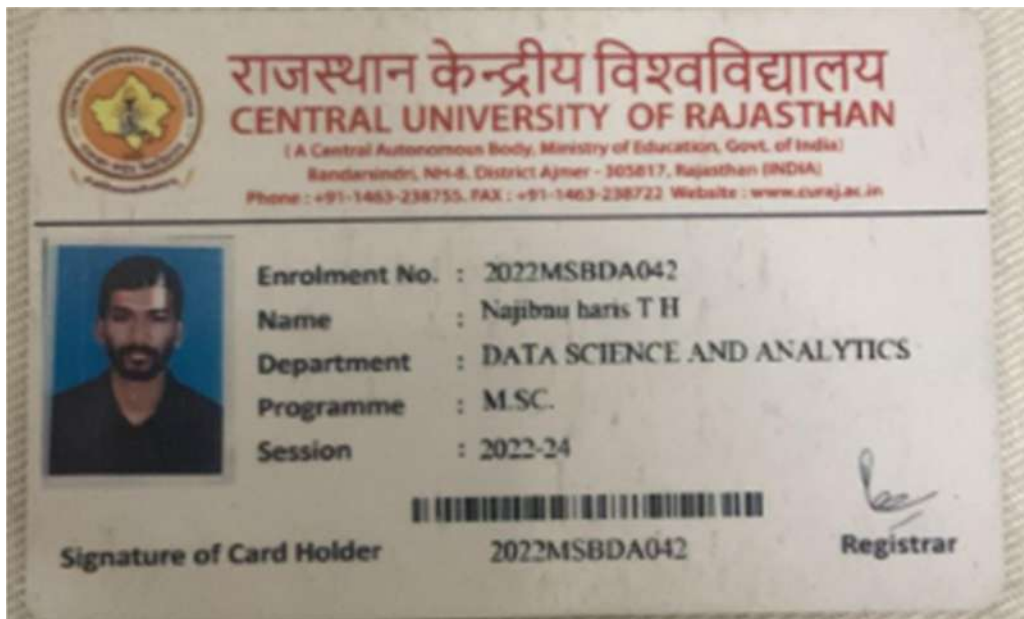 राजस्थान केन्द्रीय विश्वविद्यालय
CENTRAL UNIVERSITY OF RAJASTHAN
( A Central Autonomous Body, Ministry of Education, Govt. of India)
Bandarsindri, NH-8, District Ajmer - 305817, Rajasthan (INDIA)
Phone : +91-1463-238755, FAX : +91-1463-238722 Website : www.curaj.ac.in
Enrolment No. : 2022MSBDA042
Name : Najibnu haris T H
Department : DATA SCIENCE AND ANALYTICS
Programme : M.SC.
Session : 2022-24
Signature of Card Holder 2022MSBDA042 Registrar